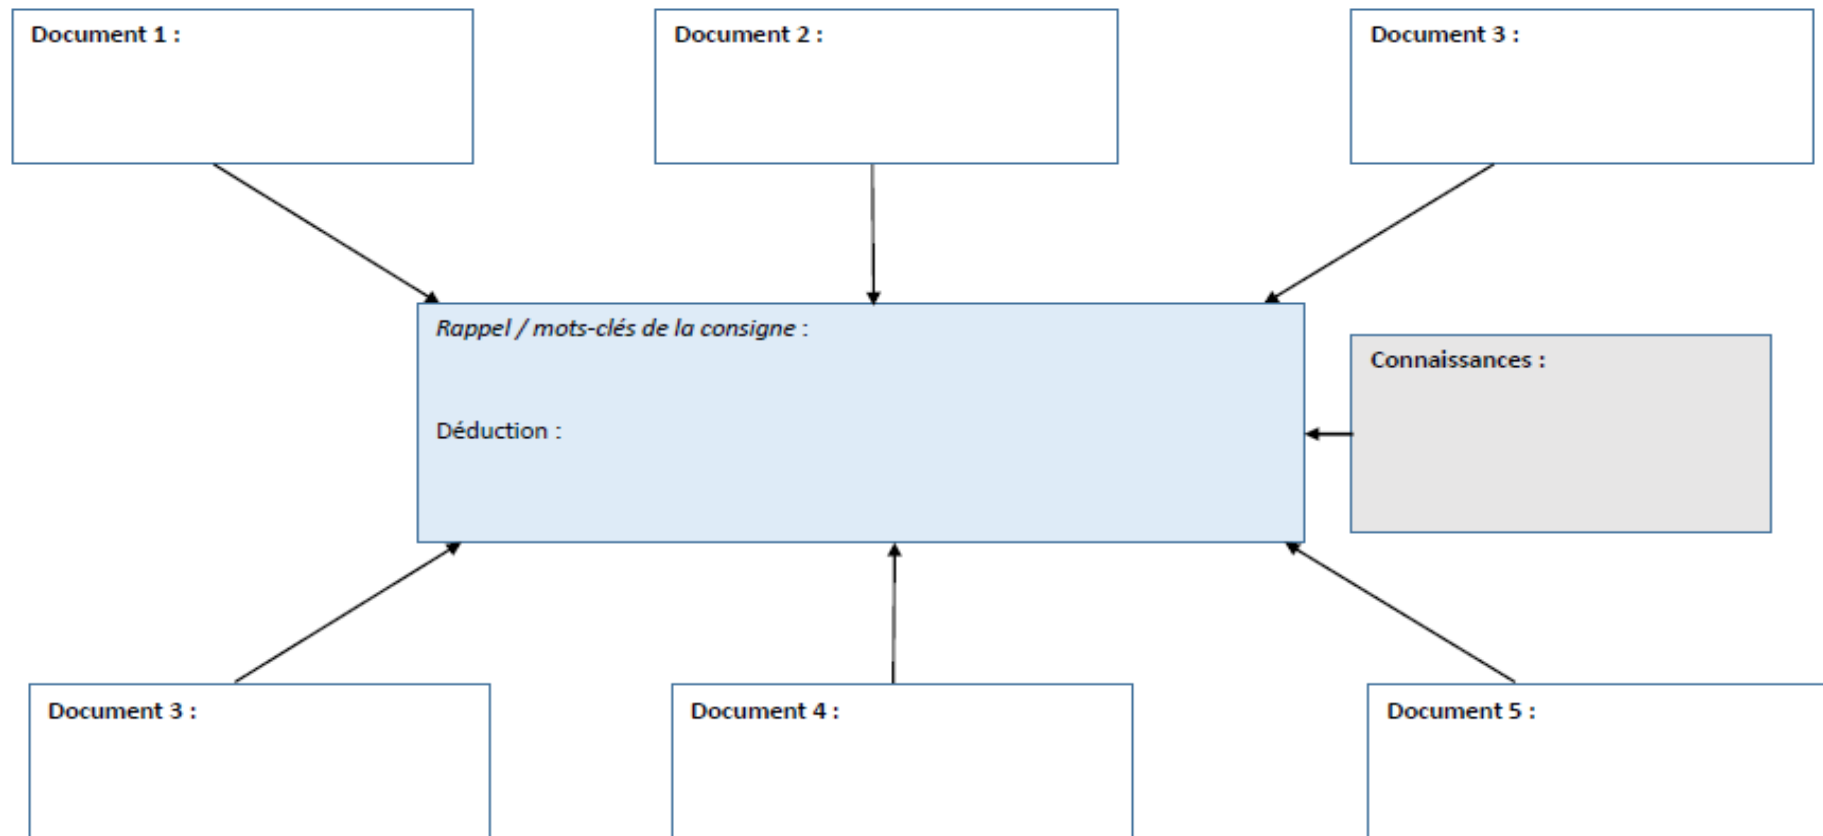 Document 1 :
Document 2 :
Document 3 :
Rappel / mots-clés de la consigne :
Connaissances :
Déduction :
Document 3 :
Document 4 :
Document 5 :